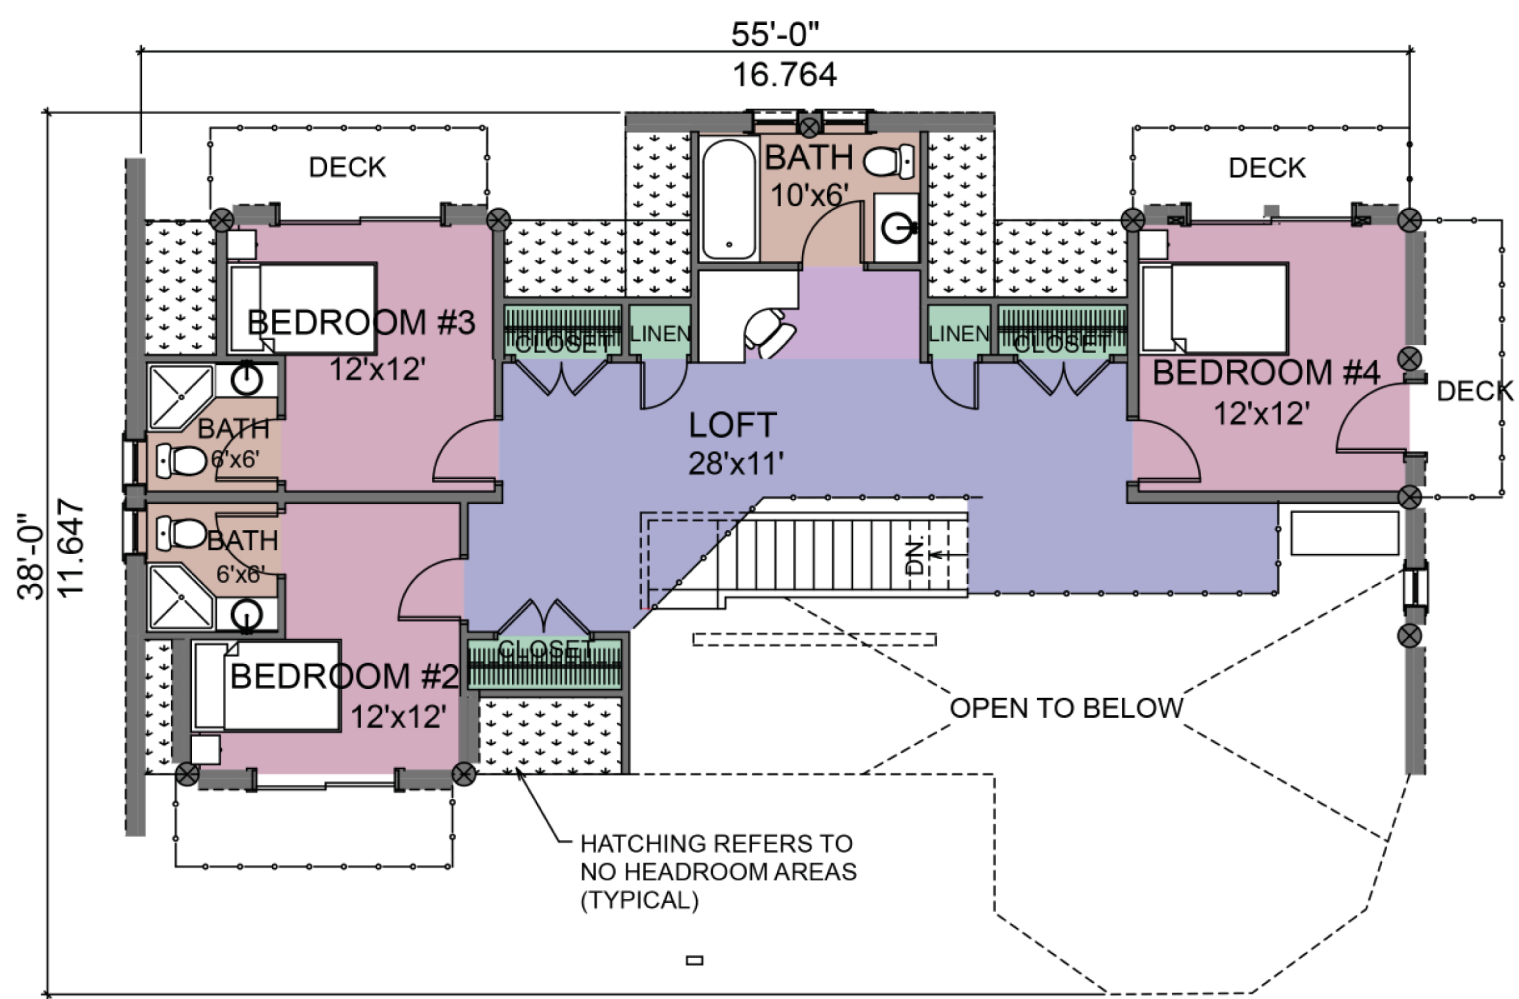 55'-0"
16.764
DECK
DECK
BATH
10'x6'
BEDROOM #3
12'x12'
CLOSET
LINEN
LINEN
CLOSET
BEDROOM #4
12'x12'
DECK
BATH
6'x6'
LOFT
28'x11'
38'-0"
11.647
BATH
6'x6'
DN.
CLOSET
BEDROOM #2
12'x12'
OPEN TO BELOW
HATCHING REFERS TO
NO HEADROOM AREAS
(TYPICAL)